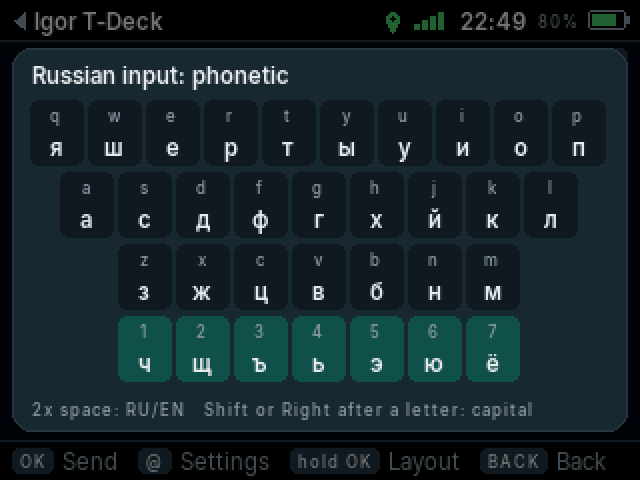 Igor T-Deck 22:49 80%
Russian input: phonetic
q w e r t y u i o p
я ш е р т ы у и о п
a s d f g h j k l
а с д ф г х й к л
z x c v b n m
з ж ц в б н м
1 2 3 4 5 6 7
ч щ ъ ь э ю ё
2x space: RU/EN Shift or Right after a letter: capital
OK Send @ Settings hold OK Layout BACK Back